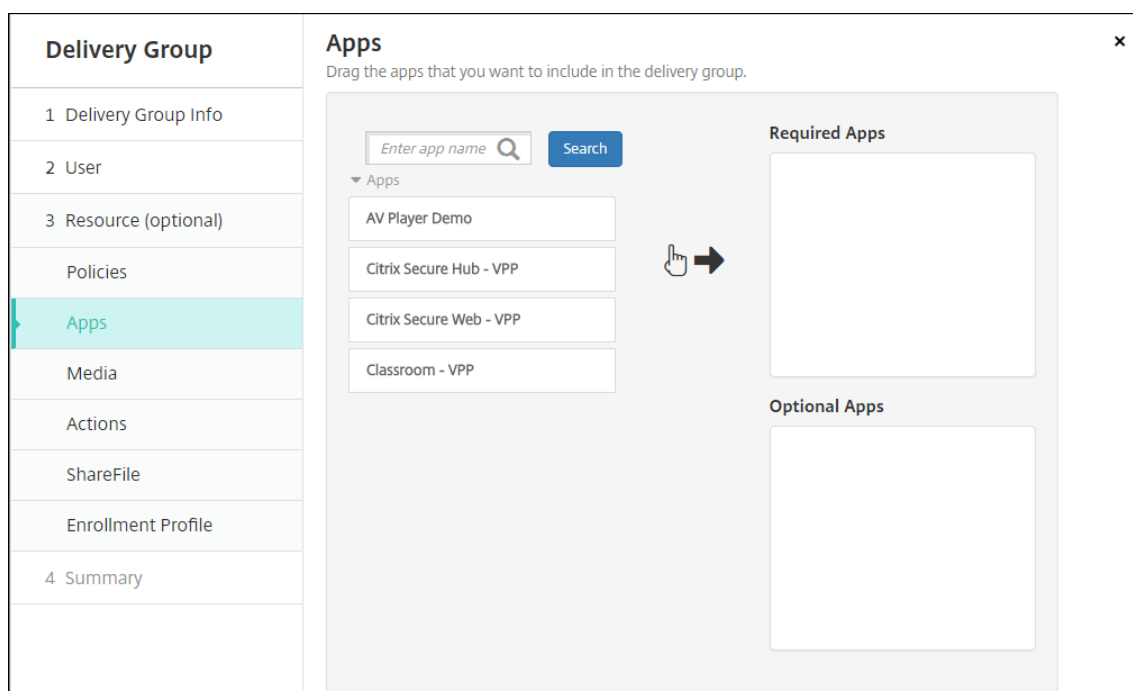 Delivery Group
1 Delivery Group Info
2 User
3 Resource (optional)
Policies
Apps
Media
Actions
ShareFile
Enrollment Profile
4 Summary
Apps
Drag the apps that you want to include in the delivery group.
Enter app name
Search
Apps
AV Player Demo
Citrix Secure Hub - VPP
Citrix Secure Web - VPP
Classroom - VPP
Required Apps
Optional Apps